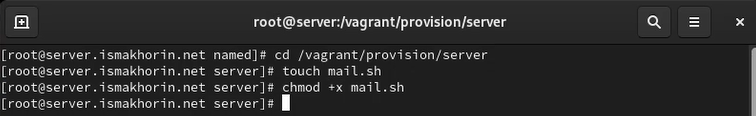 root@server:/vagrant/provision/server
[root@server.ismakhorin.net named]# cd /vagrant/provision/server
[root@server.ismakhorin.net server]# touch mail.sh
[root@server.ismakhorin.net server]# chmod +x mail.sh
[root@server.ismakhorin.net server]#